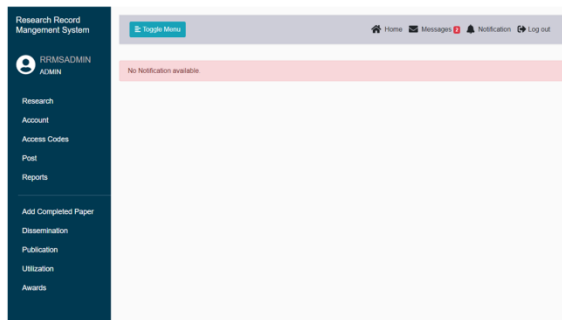 Research Record
Mangement System
Toggle Menu
Home
Messages
Notification
Log out
RRMSADMIN
ADMIN
No Notification available
Research
Account
Access Codes
Post
Reports
Add Completed Paper
Dissemination
Publication
Utilization
Awards